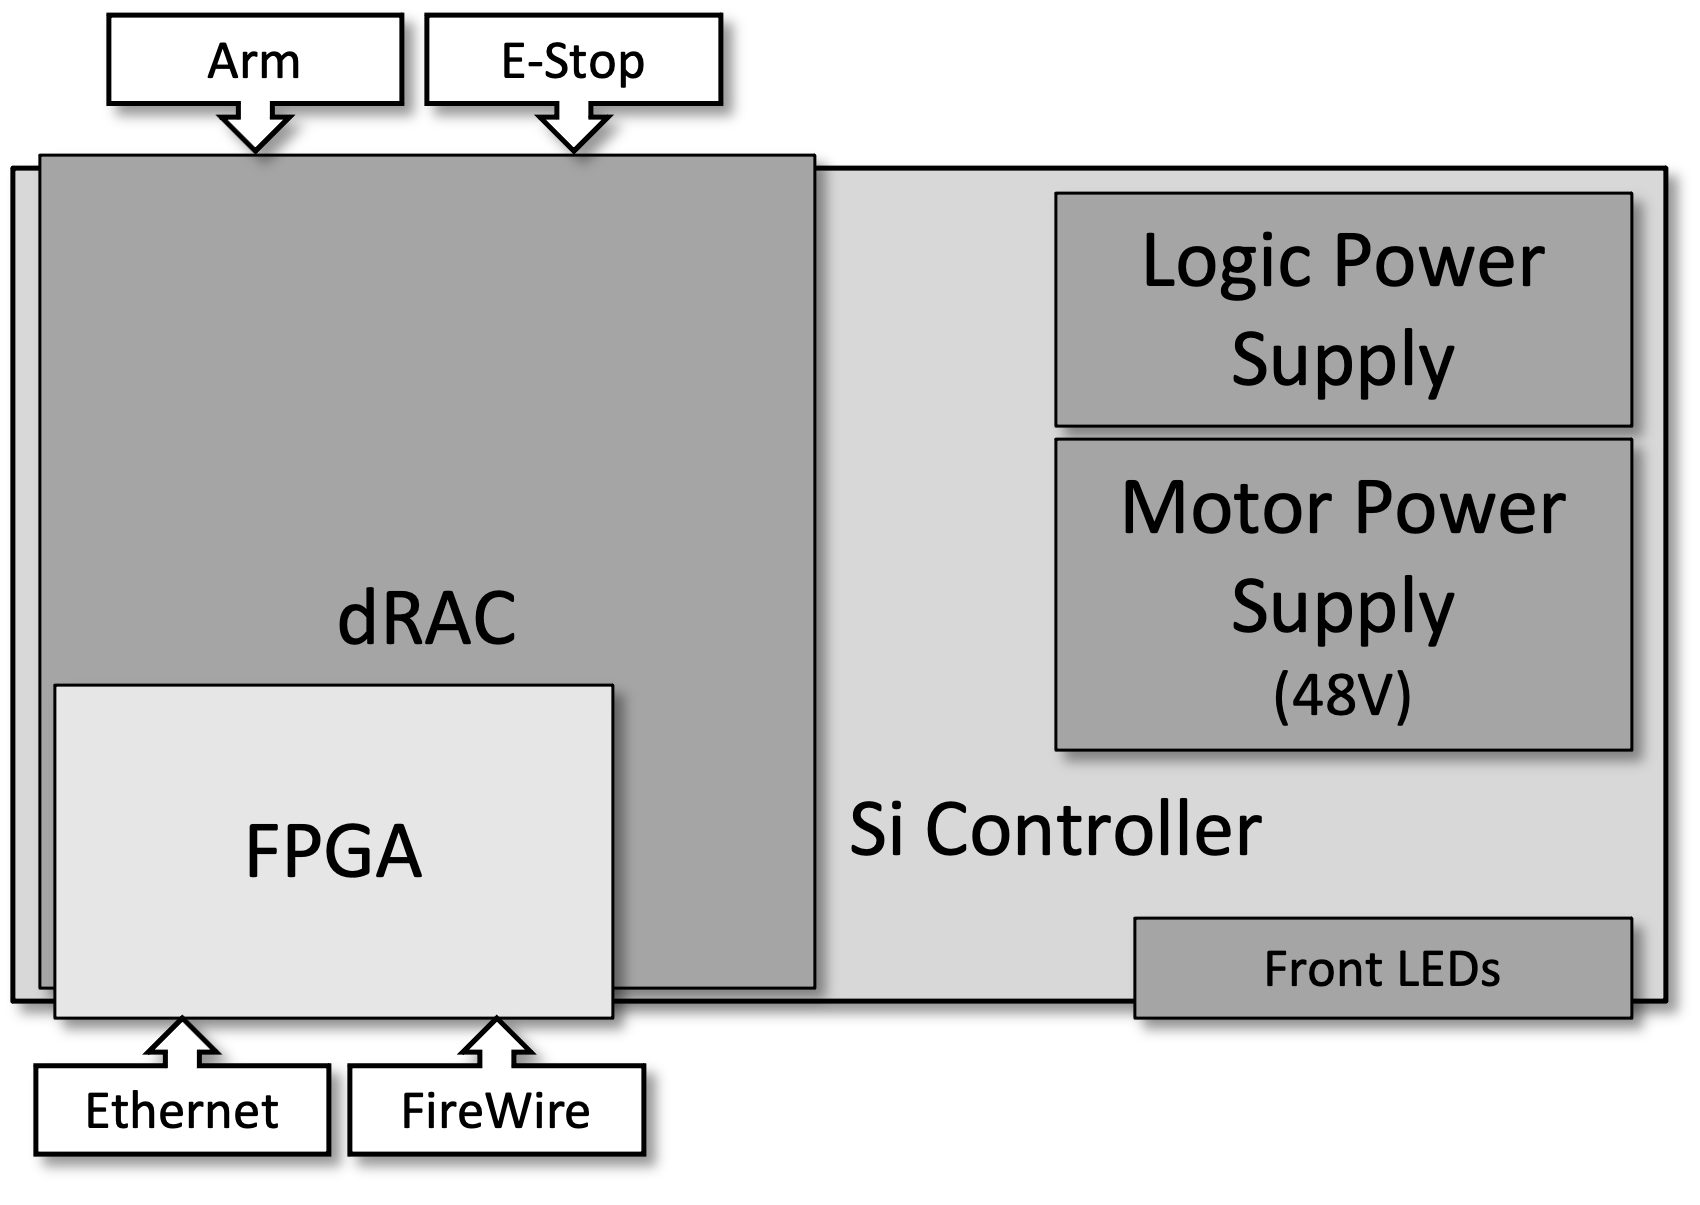 Arm
E-Stop
Logic Power
Supply
Motor Power
Supply
(48V)
dRAC
FPGA
Si Controller
Front LEDs
Ethernet
FireWire